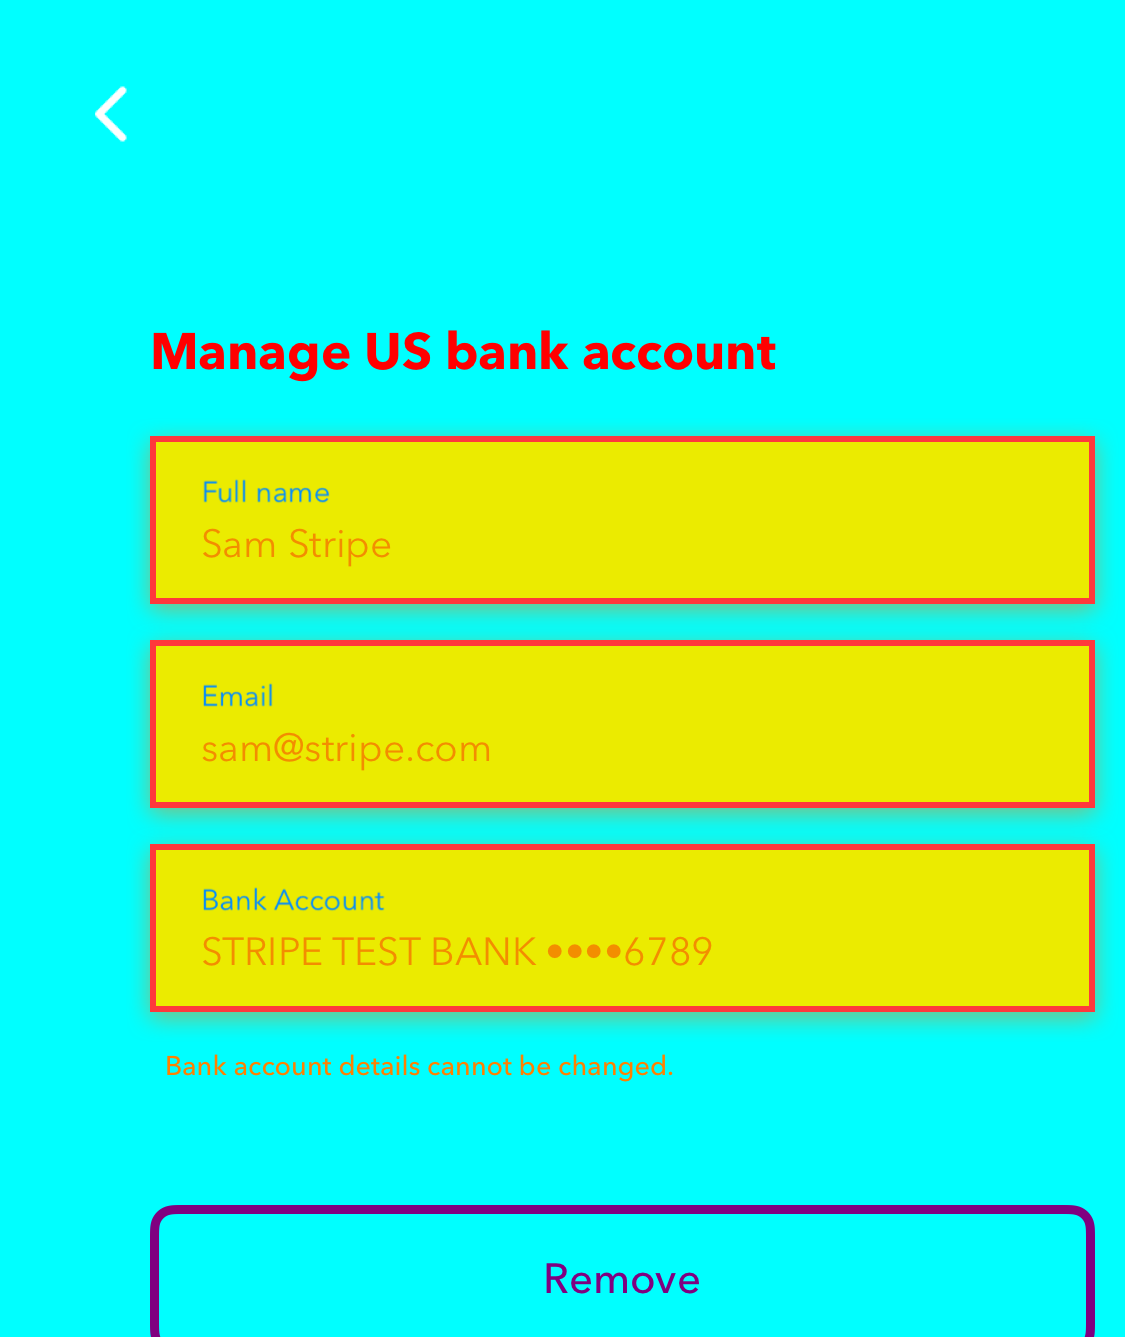 Manage US bank account
Full name
Sam Stripe
Email
sam@stripe.com
Bank Account
STRIPE TEST BANK ••••6789
Bank account details cannot be changed.
Remove